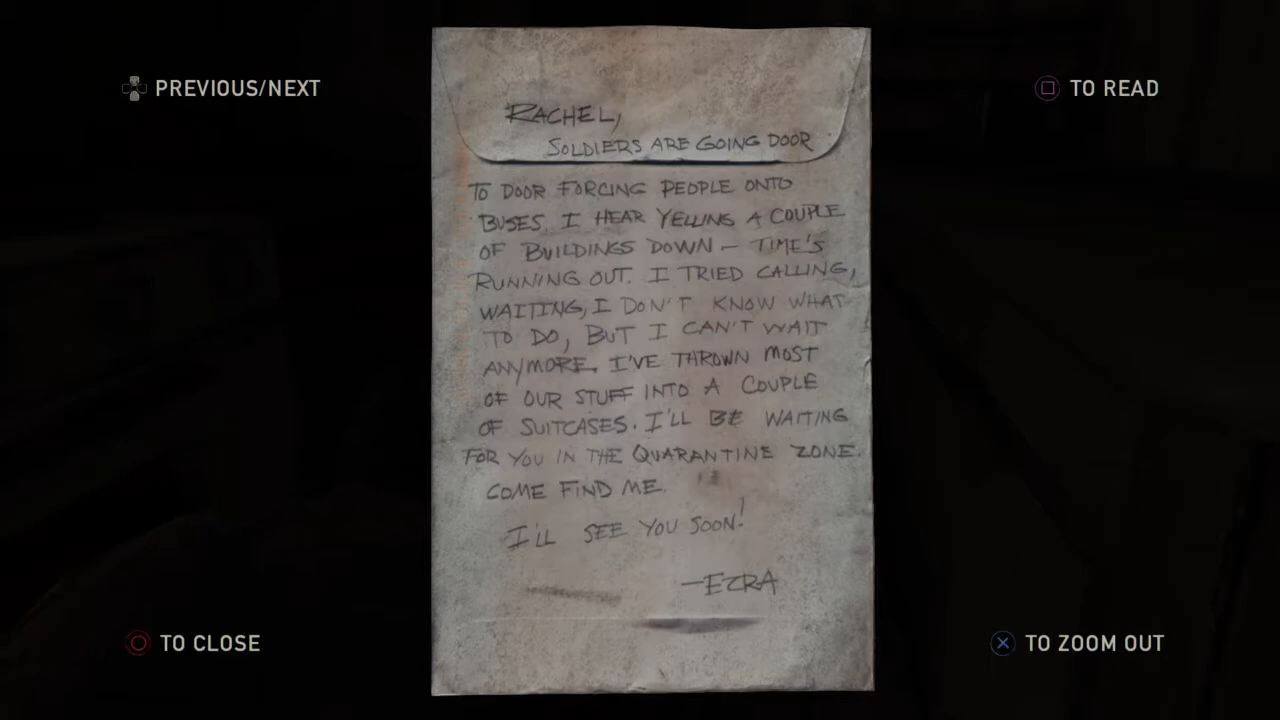 PREVIOUS/NEXT
TO READ
RACHEL,
SOLDIERS ARE GOING DOOR
TO DOOR FORCING PEOPLE ONTO
BUSES. I HEAR YELLING A COUPLE
OF BUILDINGS DOWN – TIME'S
RUNNING OUT. I TRIED CALLING,
WAITING, I DON'T KNOW WHAT
TO DO, BUT I CAN'T WAIT
ANYMORE. I'VE THROWN MOST
OF OUR STUFF INTO A COUPLE
OF SUITCASES. I'LL BE WAITING
FOR YOU IN THE QUARANTINE ZONE.
COME FIND ME.
I'LL SEE YOU SOON!
—EZRA
TO CLOSE
TO ZOOM OUT